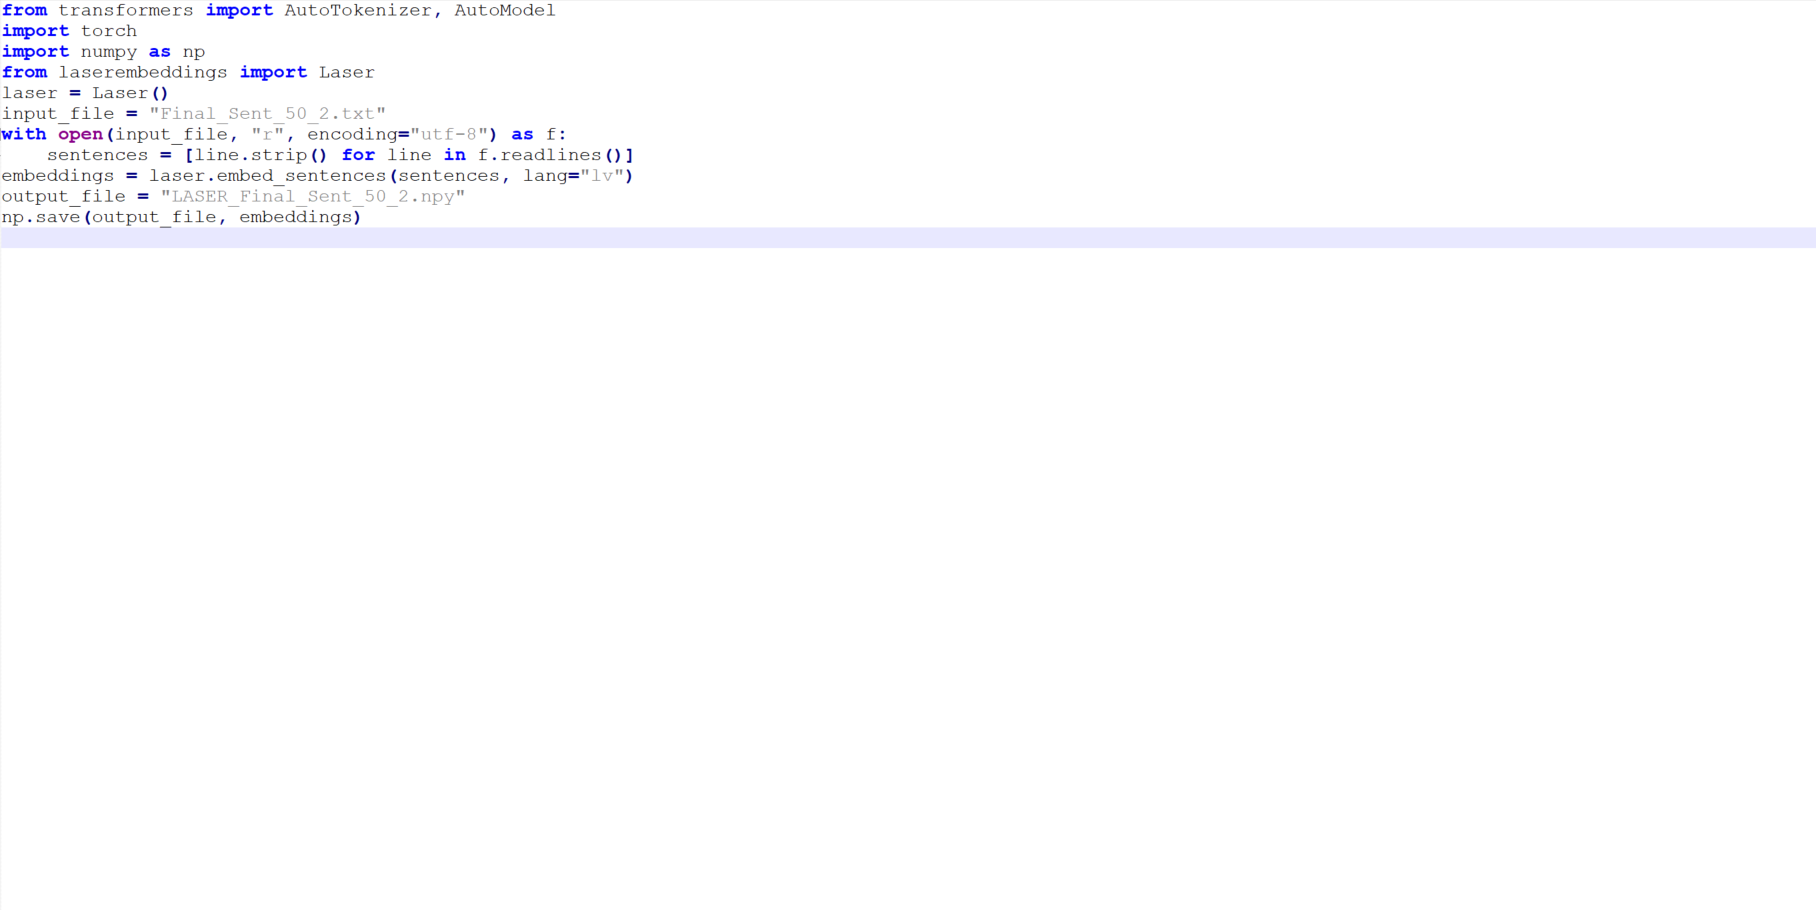 from transformers import AutoTokenizer, AutoModel
import torch
import numpy as np
from laserembeddings import Laser
laser = Laser()
input_file = "Final_Sent_50_2.txt"
with open(input_file, "r", encoding="utf-8") as f:
    sentences = [line.strip() for line in f.readlines()]
embeddings = laser.embed_sentences(sentences, lang="lv")
output_file = "LASER_Final_Sent_50_2.npy"
np.save(output_file, embeddings)